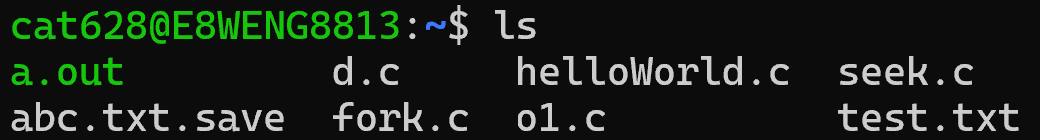 cat628@E8WENG8813:~$ ls
a.out d.c helloWorld.c seek.c
abc.txt.save fork.c o1.c test.txt